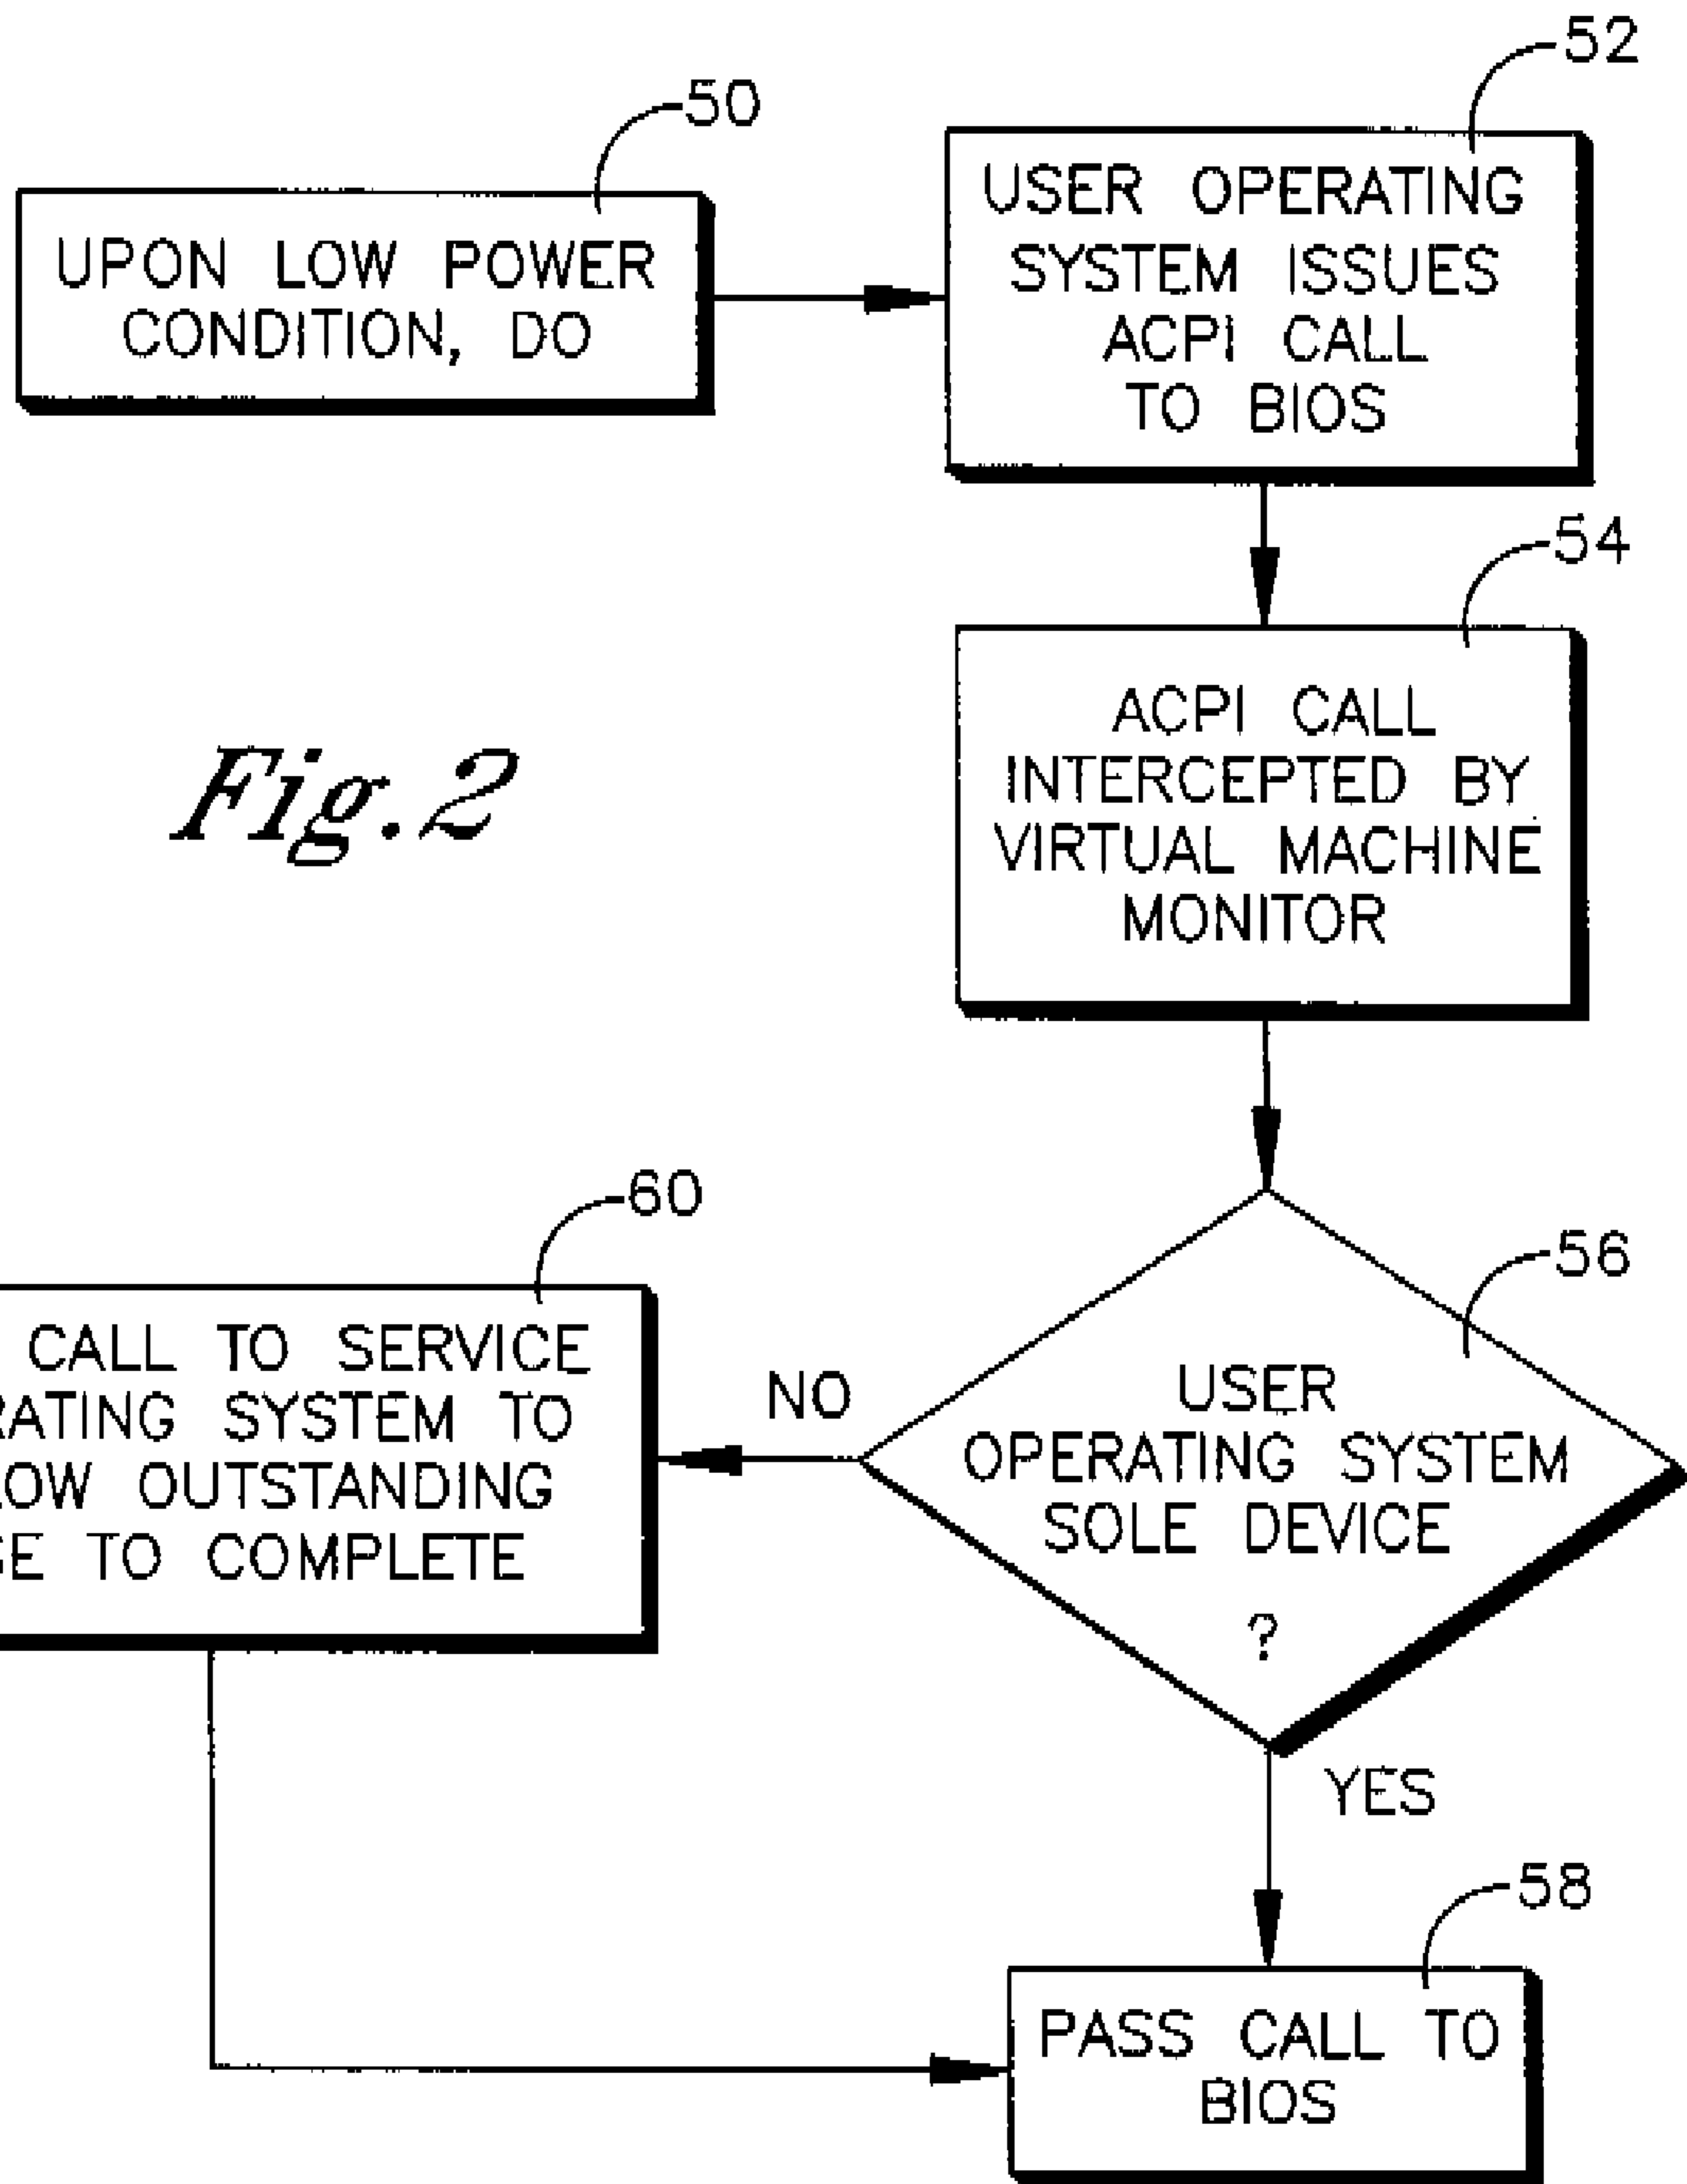 50
UPON LOW POWER
CONDITION, DO
52
USER OPERATING
SYSTEM ISSUES
ACPI CALL
TO BIOS
54
ACPI CALL
INTERCEPTED BY
VIRTUAL MACHINE
MONITOR
Fig.2
56
USER
OPERATING SYSTEM
SOLE DEVICE
?
NO
60
CALL TO SERVICE
RATING SYSTEM TO
LOW OUTSTANDING
TO COMPLETE
YES
58
PASS CALL TO
BIOS